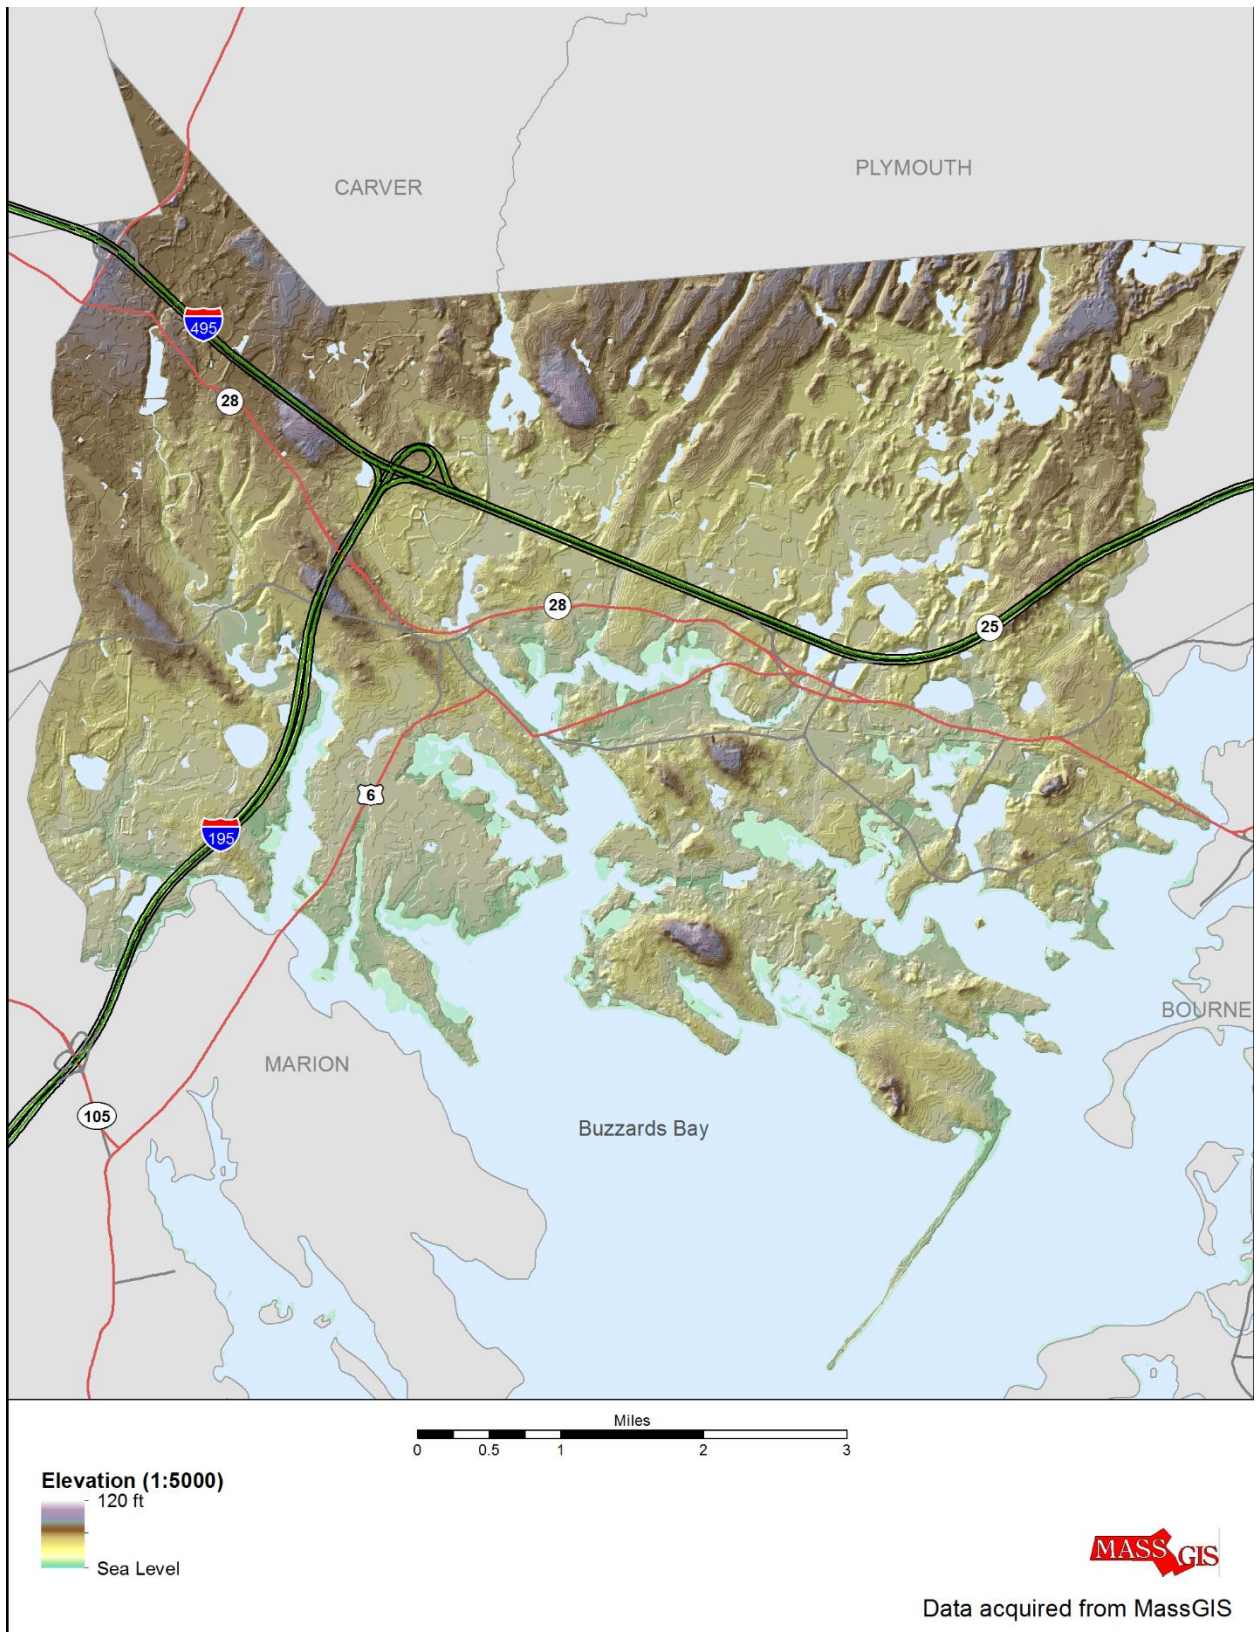 PLYMOUTH
CARVER
495
28
28
25
6
195
BOURNE
MARION
105
Buzzards Bay
Miles
0 0.5 1 2 3
Elevation (1:5000)
120 ft
Sea Level
MASS GIS
Data acquired from MassGIS